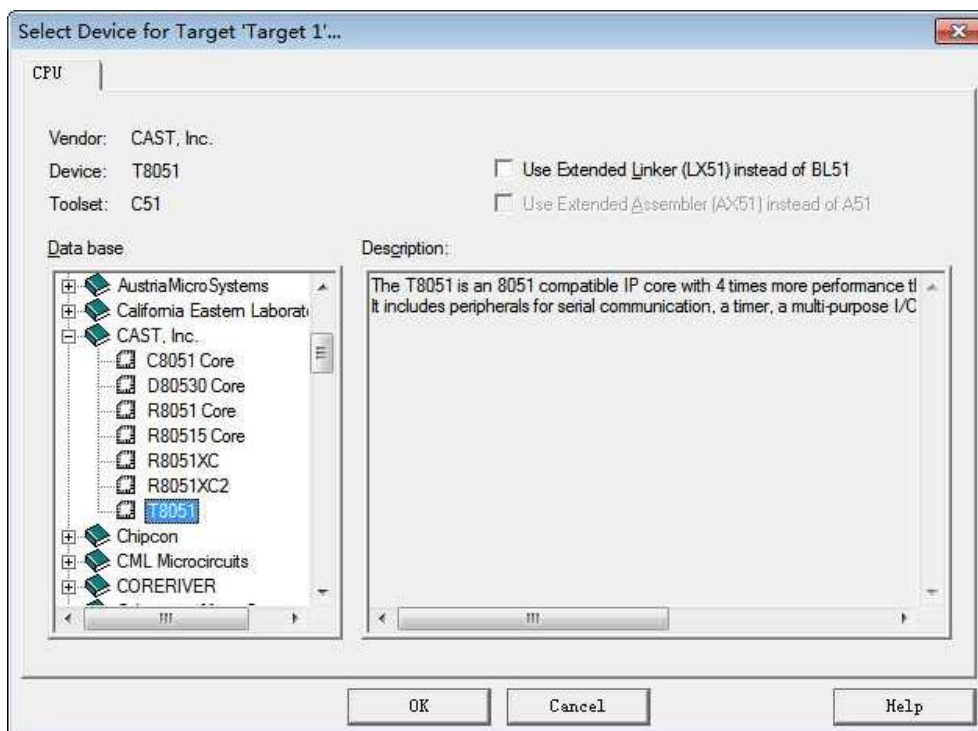 Select Device for Target 'Target 1'...
CPU
Vendor: CAST, Inc.
Device: T8051
Toolset: C51
Use Extended Linker (LX51) instead of BL51
Use Extended Assembler (AX51) instead of A51
Data base
AustriaMicroSystems
California Eastern
CAST, Inc.
C8051 Core
D80530 Core
R8051 Core
R80515 Core
R8051XC
R8051XC2
T8051
Chipcon
CML Microcircuits
CORERIVER
Description:
The T8051 is an 8051 compatible IP core with 4 times more performance
It includes peripherals for serial communication, a timer, a multi-purpose I/O
OK
Cancel
Help